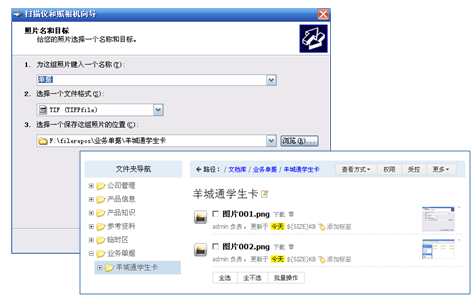 扫描仪和照相机向导
照片名和目标
给您的照片选择一个名称和目标。
1. 为这组照片键入一个名称(T):
单据
2. 选择一个文件格式(S):
TIF (TIFFfile)
3. 选择一个保存这组照片的位置(C):
F:\filerepos\业务单据\羊城通学生卡
浏览(R)...
文件夹导航
公司管理
产品信息
产品知识
参考资料
临时区
业务单据
羊城通学生卡
路径: / 文档库 / 业务单据 / 羊城通学生卡
查看方式 权限 受控 更多
羊城通学生卡
图片001.png 下载
admin 负责 。更新于 今天 ${SIZE}KB 添加标签
图片002.png 下载
admin 负责 。更新于 今天 ${SIZE}KB 添加标签
全选 全不选 批量操作